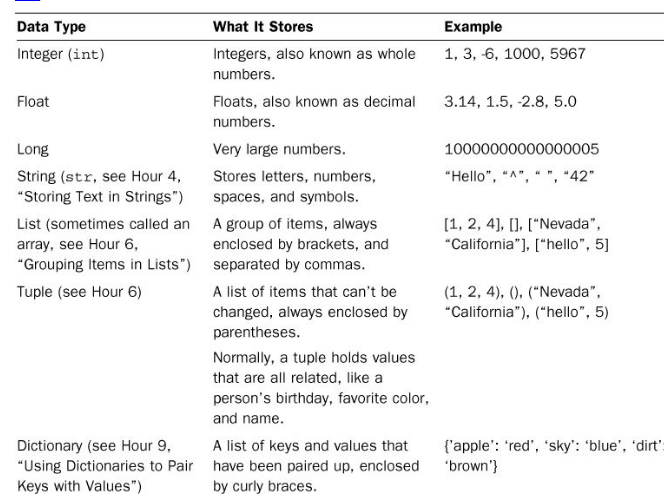 Data Type What It Stores Example
Integer (int) Integers, also known as whole 1, 3, -6, 1000, 5967
numbers.
Float Floats, also known as decimal 3.14, 1.5, -2.8, 5.0
numbers.
Long Very large numbers. 10000000000000005
String (str, see Hour 4, Stores letters, numbers, “Hello”, “^”, “ ”, “42”
“Storing Text in Strings”) spaces, and symbols.
List (sometimes called an A group of items, always [1, 2, 4], [], [“Nevada”,
array, see Hour 6, enclosed by brackets, and “California”], [“hello”, 5]
“Grouping Items in Lists”) separated by commas.
Tuple (see Hour 6) A list of items that can’t be (1, 2, 4), (), (“Nevada”,
changed, always enclosed by “California”), (“hello”, 5)
parentheses.
Normally, a tuple holds values
that are all related, like a
person’s birthday, favorite color,
and name.
Dictionary (see Hour 9, A list of keys and values that {’apple’: ‘red’, ‘sky’: ‘blue’, ‘dirt’:
“Using Dictionaries to Pair have been paired up, enclosed ‘brown’}
Keys with Values”) by curly braces.